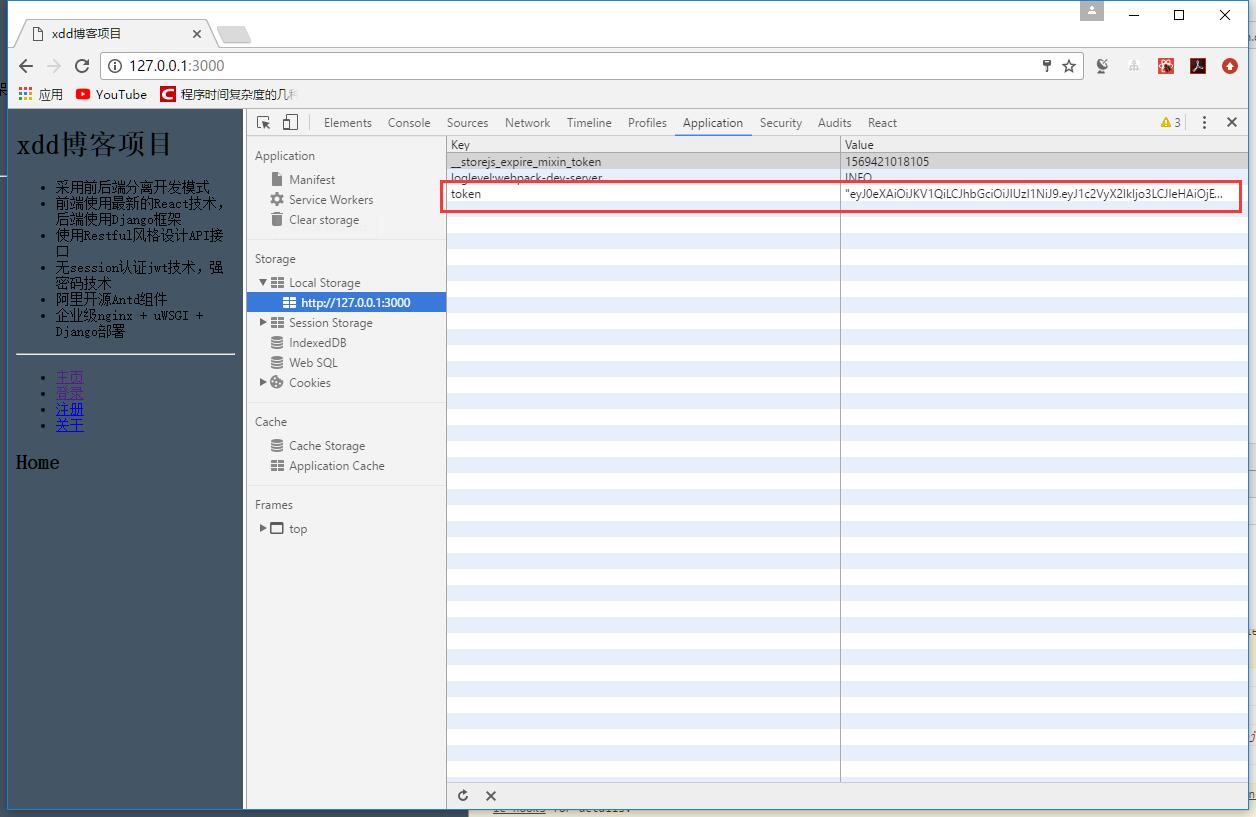 xdd博客项目
127.0.0.1:3000
应用
YouTube
程序时间复杂度的几种
xdd博客项目
采用前后端分离开发模式
前端使用最新的React技术，
后端使用Django框架
使用Restful风格设计API接
口
无session认证jwt技术，强
密码技术
阿里开源Antd组件
企业级nginx + uWSGI +
Django部署
主页
登录
注册
关于
Home
Elements
Console
Sources
Network
Timeline
Profiles
Application
Security
Audits
React
3
Application
Manifest
Service Workers
Clear storage
Storage
Local Storage
http://127.0.0.1:3000
Session Storage
IndexedDB
Web SQL
Cookies
Cache
Cache Storage
Application Cache
Frames
top
Key Value
__storejs_expire_mixin_token 1569421018105
loglevel:webpack-dev-server INFO
token "eyJ0eXAiOiJKV1QiLCJhbGciOiJIUzI1NiJ9.eyJ1c2VyX2lkIjo3LCJleHAiOjE...
for details.